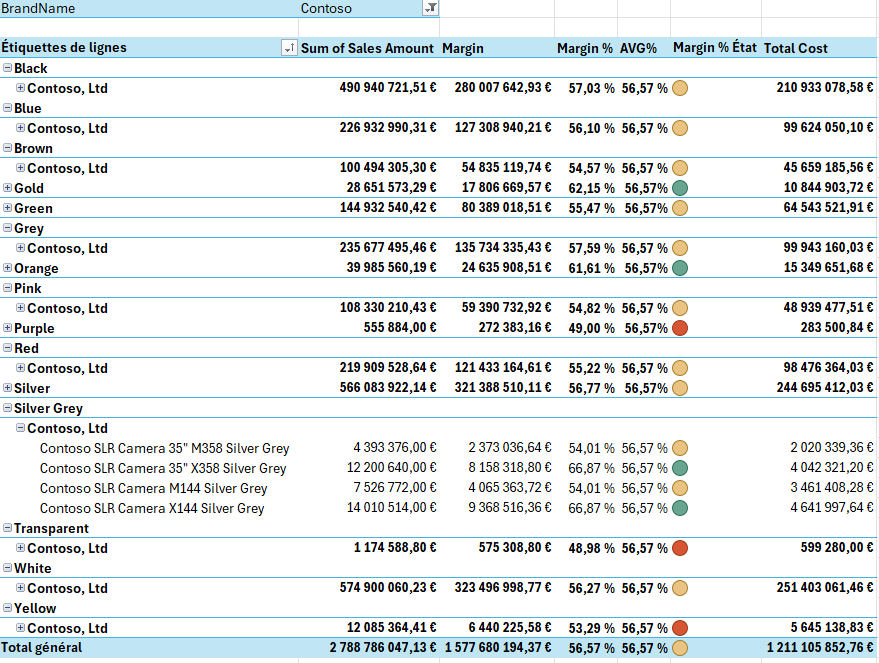 BrandName Contoso
Étiquettes de lignes Sum of Sales Amount Margin Margin % AVG% Margin % État Total Cost
Black
Contoso, Ltd 490 940 721,51 € 280 007 642,93 € 57,03 % 56,57 % 210 933 078,58 €
Blue
Contoso, Ltd 226 932 990,31 € 127 308 940,21 € 56,10 % 56,57 % 99 624 050,10 €
Brown
Contoso, Ltd 100 494 305,30 € 54 835 119,74 € 54,57 % 56,57 % 45 659 185,56 €
Gold 28 651 573,29 € 17 806 669,57 € 62,15 % 56,57% 10 844 903,72 €
Green 144 932 540,42 € 80 389 018,51 € 55,47 % 56,57% 64 543 521,91 €
Grey
Contoso, Ltd 235 677 495,46 € 135 734 335,43 € 57,59 % 56,57 % 99 943 160,03 €
Orange 39 985 560,19 € 24 635 908,51 € 61,61 % 56,57% 15 349 651,68 €
Pink
Contoso, Ltd 108 330 210,43 € 59 390 732,92 € 54,82 % 56,57 % 48 939 477,51 €
Purple 555 884,00 € 272 383,16 € 49,00 % 56,57% 283 500,84 €
Red
Contoso, Ltd 219 909 528,64 € 121 433 164,61 € 55,22 % 56,57 % 98 476 364,03 €
Silver 566 083 922,14 € 321 388 510,11 € 56,77 % 56,57% 244 695 412,03 €
Silver Grey
Contoso, Ltd
Contoso SLR Camera 35" M358 Silver Grey 4 393 376,00 € 2 373 036,64 € 54,01 % 56,57 % 2 020 339,36 €
Contoso SLR Camera 35" X358 Silver Grey 12 200 640,00 € 8 158 318,80 € 66,87 % 56,57 % 4 042 321,20 €
Contoso SLR Camera M144 Silver Grey 7 526 772,00 € 4 065 363,72 € 54,01 % 56,57 % 3 461 408,28 €
Contoso SLR Camera X144 Silver Grey 14 010 514,00 € 9 368 516,36 € 66,87 % 56,57 % 4 641 997,64 €
Transparent
Contoso, Ltd 1 174 588,80 € 575 308,80 € 48,98 % 56,57 % 599 280,00 €
White
Contoso, Ltd 574 900 060,23 € 323 496 998,77 € 56,27 % 56,57 % 251 403 061,46 €
Yellow
Contoso, Ltd 12 085 364,41 € 6 440 225,58 € 53,29 % 56,57 % 5 645 138,83 €
Total général 2 788 786 047,13 € 1 577 680 194,37 € 56,57 % 56,57 % 1 211 105 852,76 €